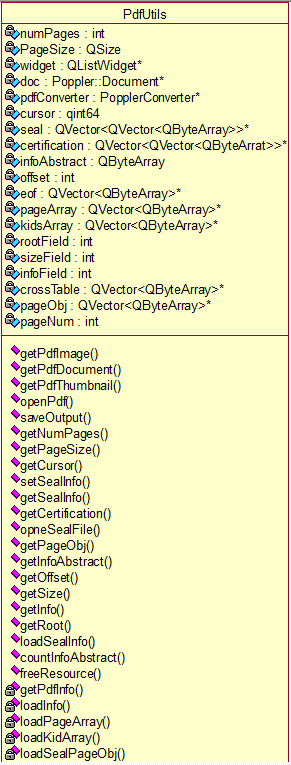 PdfUtils
numPages : int
PageSize : QSize
widget : QListWidget*
doc : Poppler::Document*
pdfConverter : PopplerConverter*
cursor : qint64
seal : QVector<QVector<QByteArray>>*
certification : QVector<QVector<QByteArrat>>*
infoAbstract : QByteArray
offset : int
eof : QVector<QByteArray>*
pageArray : QVector<QByteArray>*
kidsArray : QVector<QByteArray>*
rootField : int
sizeField : int
infoField : int
crossTable : QVector<QByteArray>*
pageObj : QVector<QByteArray>*
pageNum : int
getPdfImage()
getPdfDocument()
getPdfThumbnail()
openPdf()
saveOutput()
getNumPages()
getPageSize()
getCursor()
setSealInfo()
getSealInfo()
getCertification()
opneSealFile()
getPageObj()
getInfoAbstract()
getOffset()
getSize()
getInfo()
getRoot()
loadSealInfo()
countInfoAbstract()
freeResource()
getPdfInfo()
loadInfo()
loadPageArray()
loadKidArray()
loadSealPageObj()